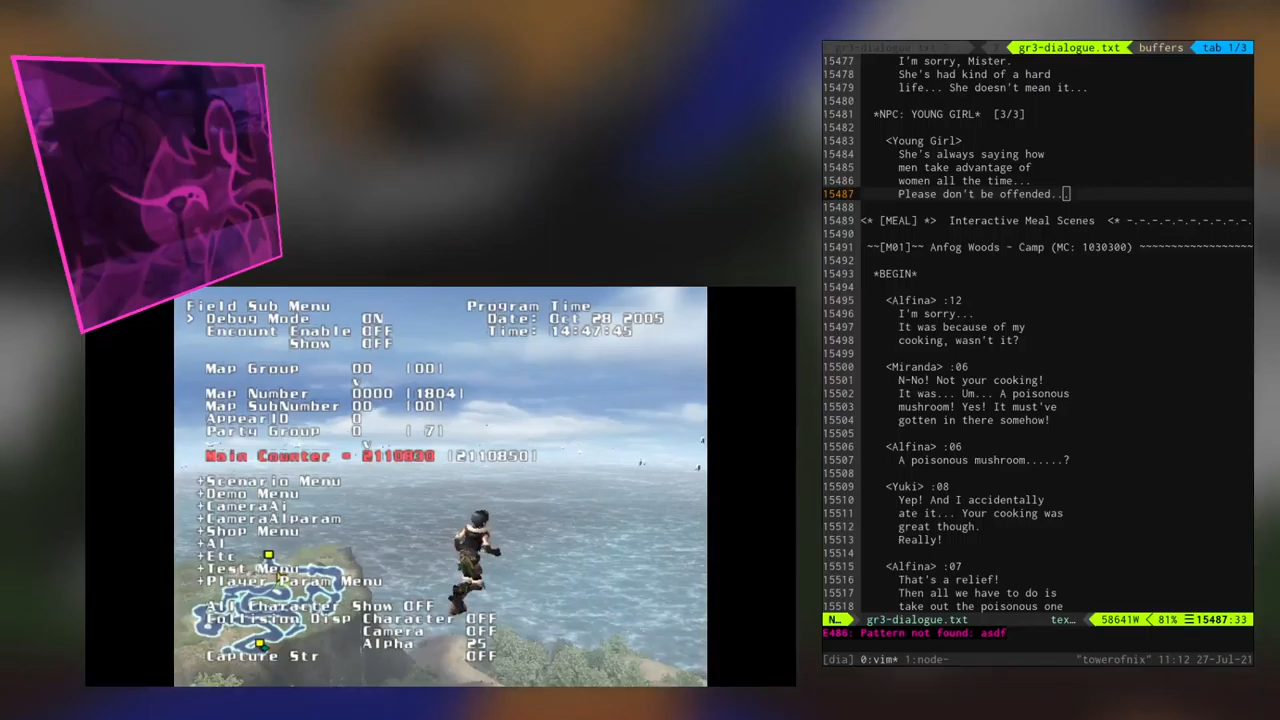 Field Sub Menu
> Debug Mode ON
Encount Enable OFF
Show OFF
Map Group 00 [00]
Map Number 0000 [1804]
Map SubNumber 00 [00]
AppearID 0
Party Group 0 [ 7]
Main Counter = 2110830 [2110850]
+Scenario Menu
+Demo Menu
+CameraAi
+CameraAIparam
+Shop Menu
+AI
+Etc
+Test Menu
+Player Param Menu
All Character Show OFF
Collision Disp Character OFF
Camera OFF
Alpha 25
Capture Str OFF
Program Time
Date: Oct 28 2005
Time: 14:47:45
gr3-dialogue.txt buffers tab 1/3
15477 I'm sorry, Mister.
15478 She's had kind of a hard
15479 life... She doesn't mean it...
15480
15481 *NPC: YOUNG GIRL* [3/3]
15482
15483 <Young Girl>
15484 She's always saying how
15485 men take advantage of
15486 women all the time...
15487 Please don't be offended...
15488
15489 <* [MEAL] *> Interactive Meal Scenes <* -.-.-.-.-.-.-.-.-.
15490
15491 ~~[M01]~~ Anfog Woods - Camp (MC: 1030300) ~~~~~~~~~~~~~~~~~~
15492
15493 *BEGIN*
15494
15495 <Alfina> :12
15496 I'm sorry...
15497 It was because of my
15498 cooking, wasn't it?
15499
15500 <Miranda> :06
15501 N-No! Not your cooking!
15502 It was... Um... A poisonous
15503 mushroom! Yes! It must've
15504 gotten in there somehow!
15505
15506 <Alfina> :06
15507 A poisonous mushroom......?
15508
15509 <Yuki> :08
15510 Yep! And I accidentally
15511 ate it... Your cooking was
15512 great though.
15513 Really!
15514
15515 <Alfina> :07
15516 That's a relief!
15517 Then all we have to do is
15518 take out the poisonous one
N… gr3-dialogue.txt tex… 58641W 81% ☰15487:33
E486: Pattern not found: asdf
[dia] 0:vim* 1:node- "towerofnix" 11:12 27-Jul-21